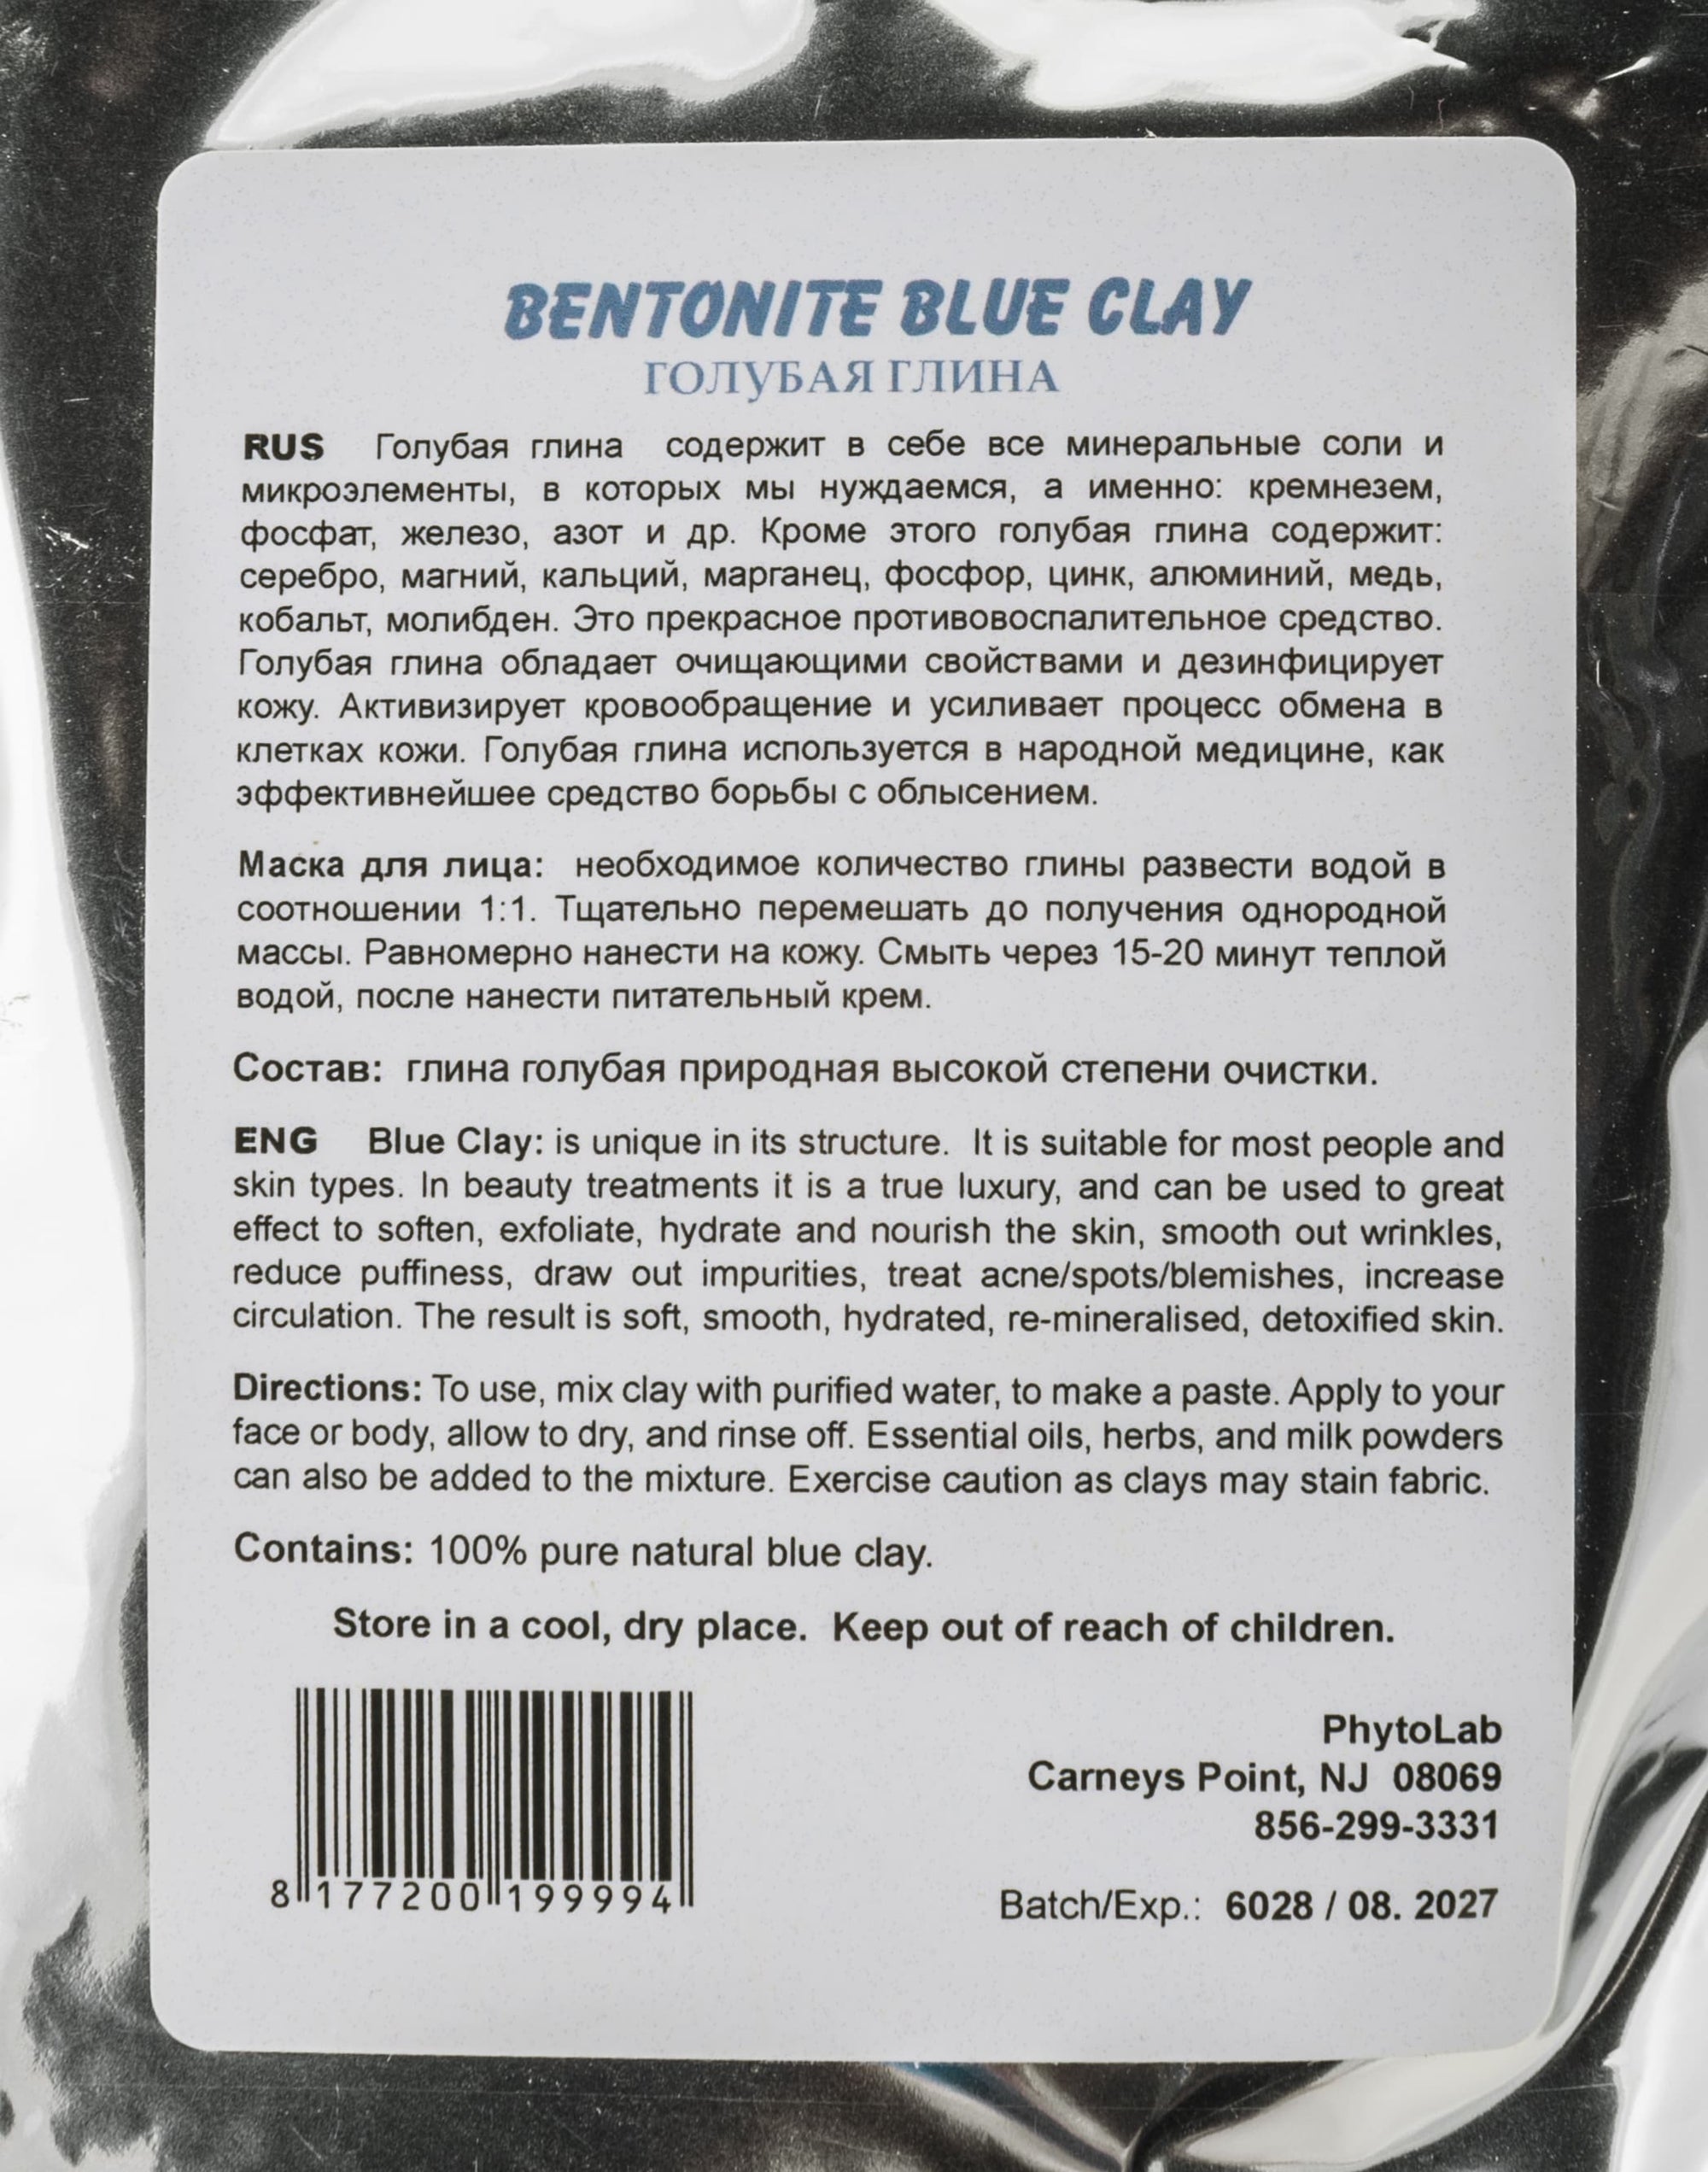 BENTONITE BLUE CLAY
ГОЛУБАЯ ГЛИНА
RUS Голубая глина содержит в себе все минеральные соли и
микроэлементы, в которых мы нуждаемся, а именно: кремнезем,
фосфат, железо, азот и др. Кроме этого голубая глина содержит:
серебро, магний, кальций, марганец, фосфор, цинк, алюминий, медь,
кобальт, молибден. Это прекрасное противовоспалительное средство.
Голубая глина обладает очищающими свойствами и дезинфицирует
кожу. Активизирует кровообращение и усиливает процесс обмена в
клетках кожи. Голубая глина используется в народной медицине, как
эффективнейшее средство борьбы с облысением.
Маска для лица: необходимое количество глины развести водой в
соотношении 1:1. Тщательно перемешать до получения однородной
массы. Равномерно нанести на кожу. Смыть через 15-20 минут теплой
водой, после нанести питательный крем.
Состав: глина голубая природная высокой степени очистки.
ENG Blue Clay: is unique in its structure. It is suitable for most people and
skin types. In beauty treatments it is a true luxury, and can be used to great
effect to soften, exfoliate, hydrate and nourish the skin, smooth out wrinkles,
reduce puffiness, draw out impurities, treat acne/spots/blemishes, increase
circulation. The result is soft, smooth, hydrated, re-mineralised, detoxified skin.
Directions: To use, mix clay with purified water, to make a paste. Apply to your
face or body, allow to dry, and rinse off. Essential oils, herbs, and milk powders
can also be added to the mixture. Exercise caution as clays may stain fabric.
Contains: 100% pure natural blue clay.
Store in a cool, dry place. Keep out of reach of children.
PhytoLab
Carneys Point, NJ 08069
856-299-3331
8 177200 199994
Batch/Exp.: 6028 / 08. 2027